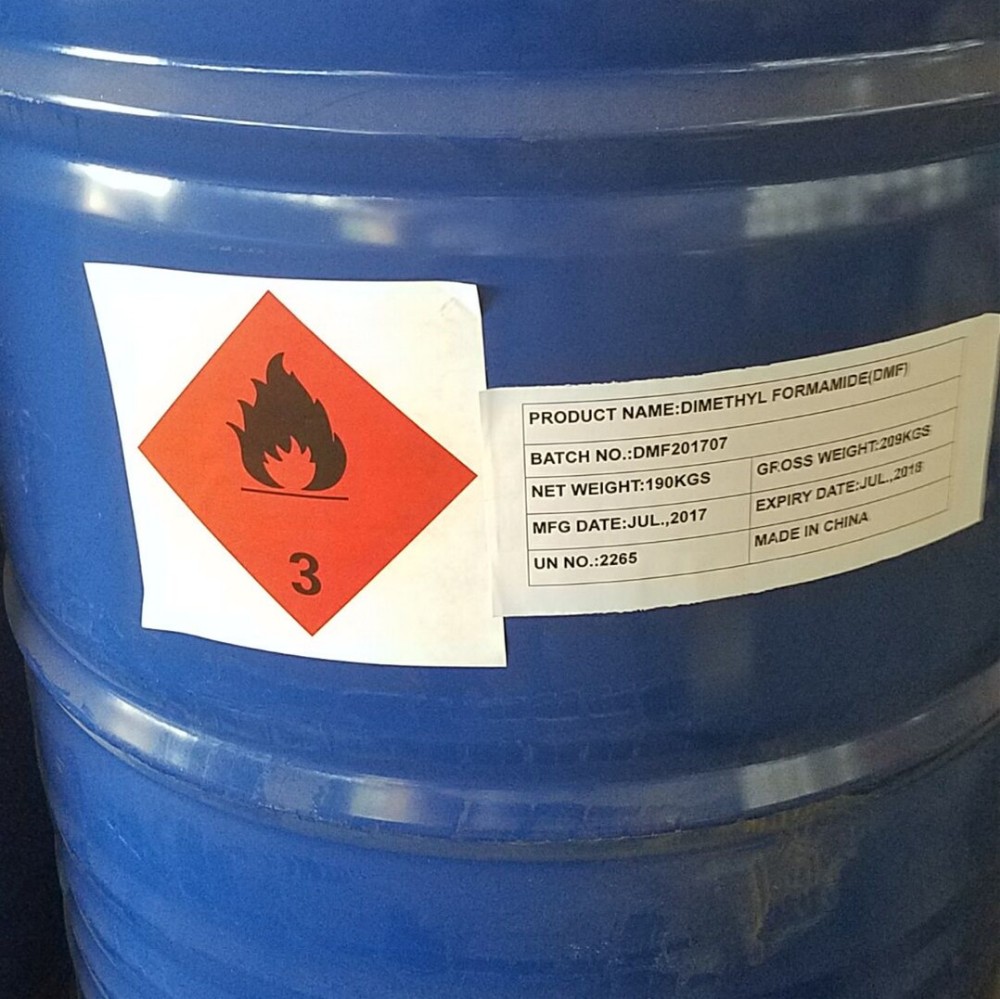 3
PRODUCT NAME:DIMETHYL FORMAMIDE(DMF)
BATCH NO.:DMF201707
NET WEIGHT:190KGS GROSS WEIGHT:209KGS
MFG DATE:JUL.,2017 EXPIRY DATE:JUL.,2018
UN NO.:2265 MADE IN CHINA